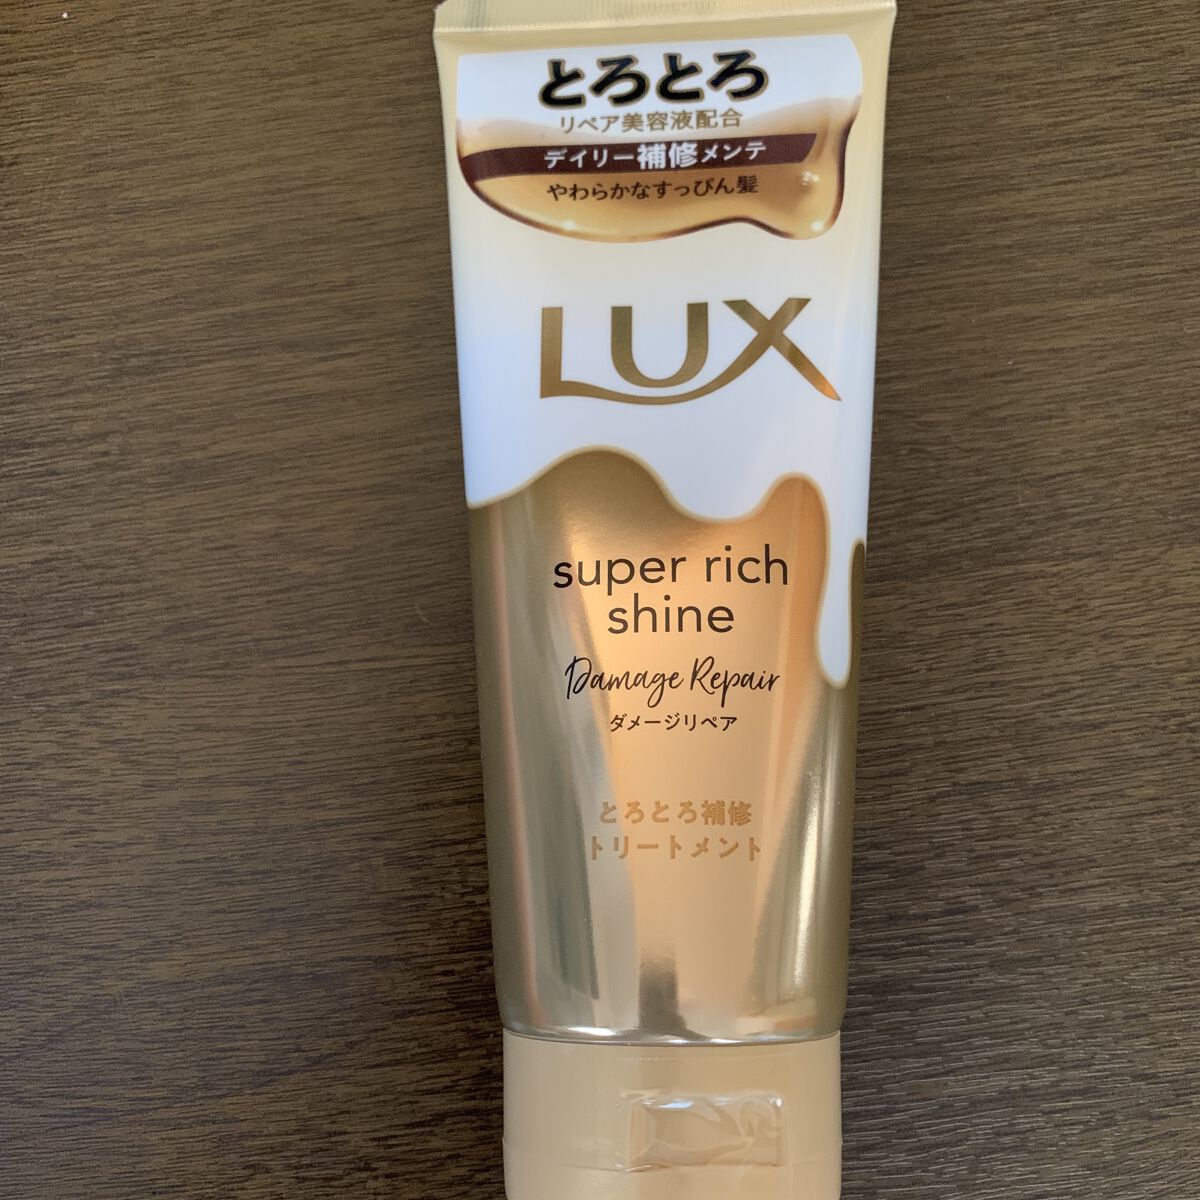 とろとろ
リペア美容液配合
デイリー補修メンテ
やわらかなすっぴん髪
LUX
super rich
shine
Damage Repair
ダメージリペア
とろとろ補修
トリートメント